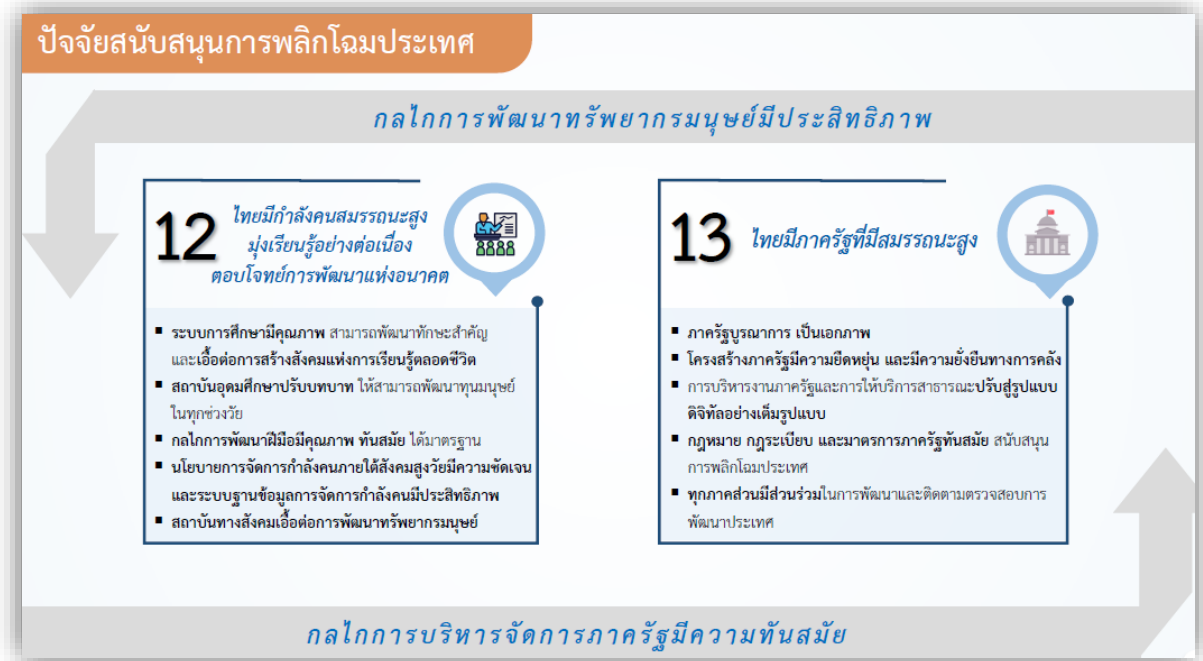 ปัจจัยสนับสนุนการพลิกโฉมประเทศ
กลไกการพัฒนาทรัพยากรมนุษย์มีประสิทธิภาพ
12
ไทยมีกำลังคนสมรรถนะสูง
มุ่งเรียนรู้อย่างต่อเนื่อง
ตอบโจทย์การพัฒนาแห่งอนาคต
▪ ระบบการศึกษามีคุณภาพ สามารถพัฒนาทักษะสำคัญ
และเอื้อต่อการสร้างสังคมแห่งการเรียนรู้ตลอดชีวิต
▪ สถาบันอุดมศึกษาปรับบทบาท ให้สามารถพัฒนาทุนมนุษย์
ในทุกช่วงวัย
▪ กลไกการพัฒนาฝีมือมีคุณภาพ ทันสมัย ได้มาตรฐาน
▪ นโยบายการจัดการกำลังคนภายใต้สังคมสูงวัยมีความชัดเจน
และระบบฐานข้อมูลการจัดการกำลังคนมีประสิทธิภาพ
▪ สถาบันทางสังคมเอื้อต่อการพัฒนาทรัพยากรมนุษย์
13
ไทยมีภาครัฐที่มีสมรรถนะสูง
▪ ภาครัฐบูรณาการ เป็นเอกภาพ
▪ โครงสร้างภาครัฐมีความยืดหยุ่น และมีความยั่งยืนทางการคลัง
▪ การบริหารงานภาครัฐและการให้บริการสาธารณะปรับสู่รูปแบบ
ดิจิทัลอย่างเต็มรูปแบบ
▪ กฎหมาย กฎระเบียบ และมาตรการภาครัฐทันสมัย สนับสนุน
การพลิกโฉมประเทศ
▪ ทุกภาคส่วนมีส่วนร่วมในการพัฒนาและติดตามตรวจสอบการ
พัฒนาประเทศ
กลไกการบริหารจัดการภาครัฐมีความทันสมัย